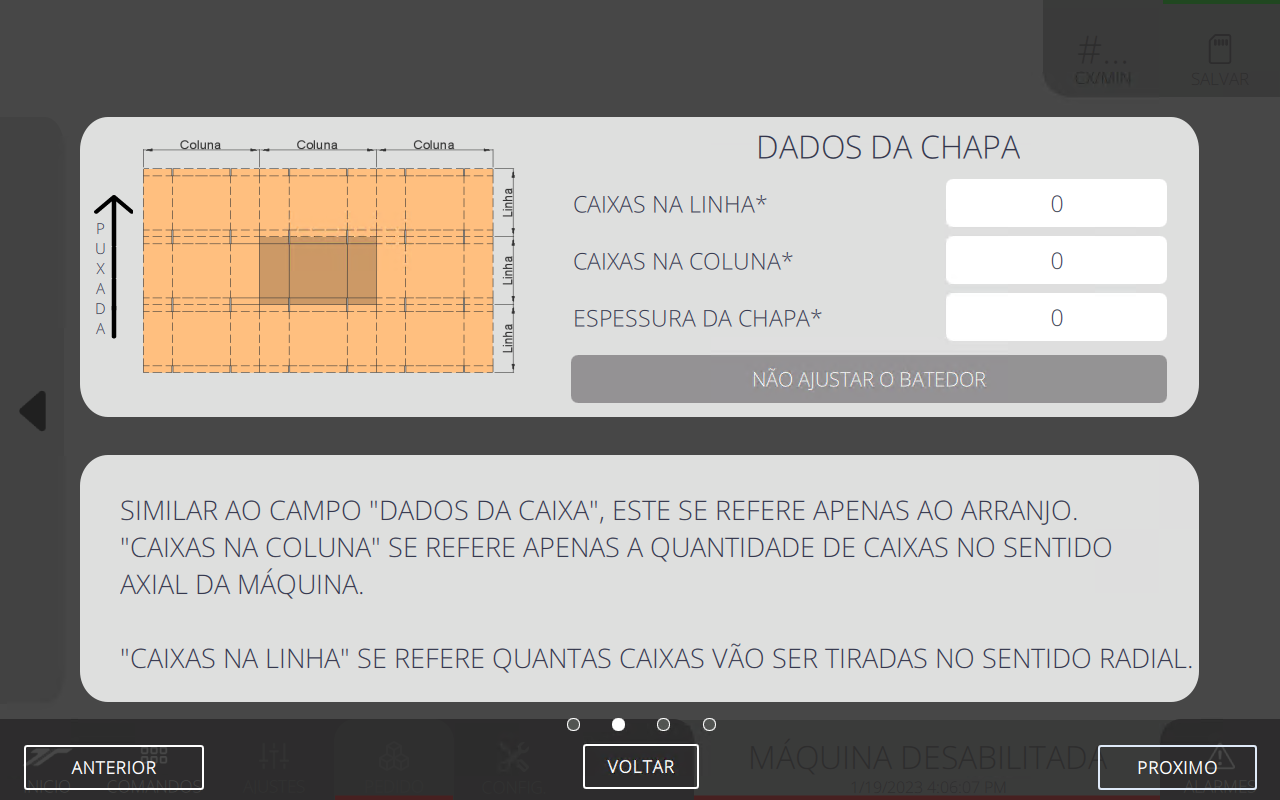 #...
CX/MIN
SALVAR
Coluna
Coluna
Coluna
Linha
Linha
Linha
PUXADA
DADOS DA CHAPA
CAIXAS NA LINHA*
0
CAIXAS NA COLUNA*
0
ESPESSURA DA CHAPA*
0
NÃO AJUSTAR O BATEDOR
SIMILAR AO CAMPO "DADOS DA CAIXA", ESTE SE REFERE APENAS AO ARRANJO.
"CAIXAS NA COLUNA" SE REFERE APENAS A QUANTIDADE DE CAIXAS NO SENTIDO
AXIAL DA MÁQUINA.
"CAIXAS NA LINHA" SE REFERE QUANTAS CAIXAS VÃO SER TIRADAS NO SENTIDO RADIAL.
MÁQUINA DESABILITADA
1/19/2023 4:06:07 PM
ANTERIOR
VOLTAR
PROXIMO
INICIO
COMANDOS
AJUSTES
CONFIG
ALARMES